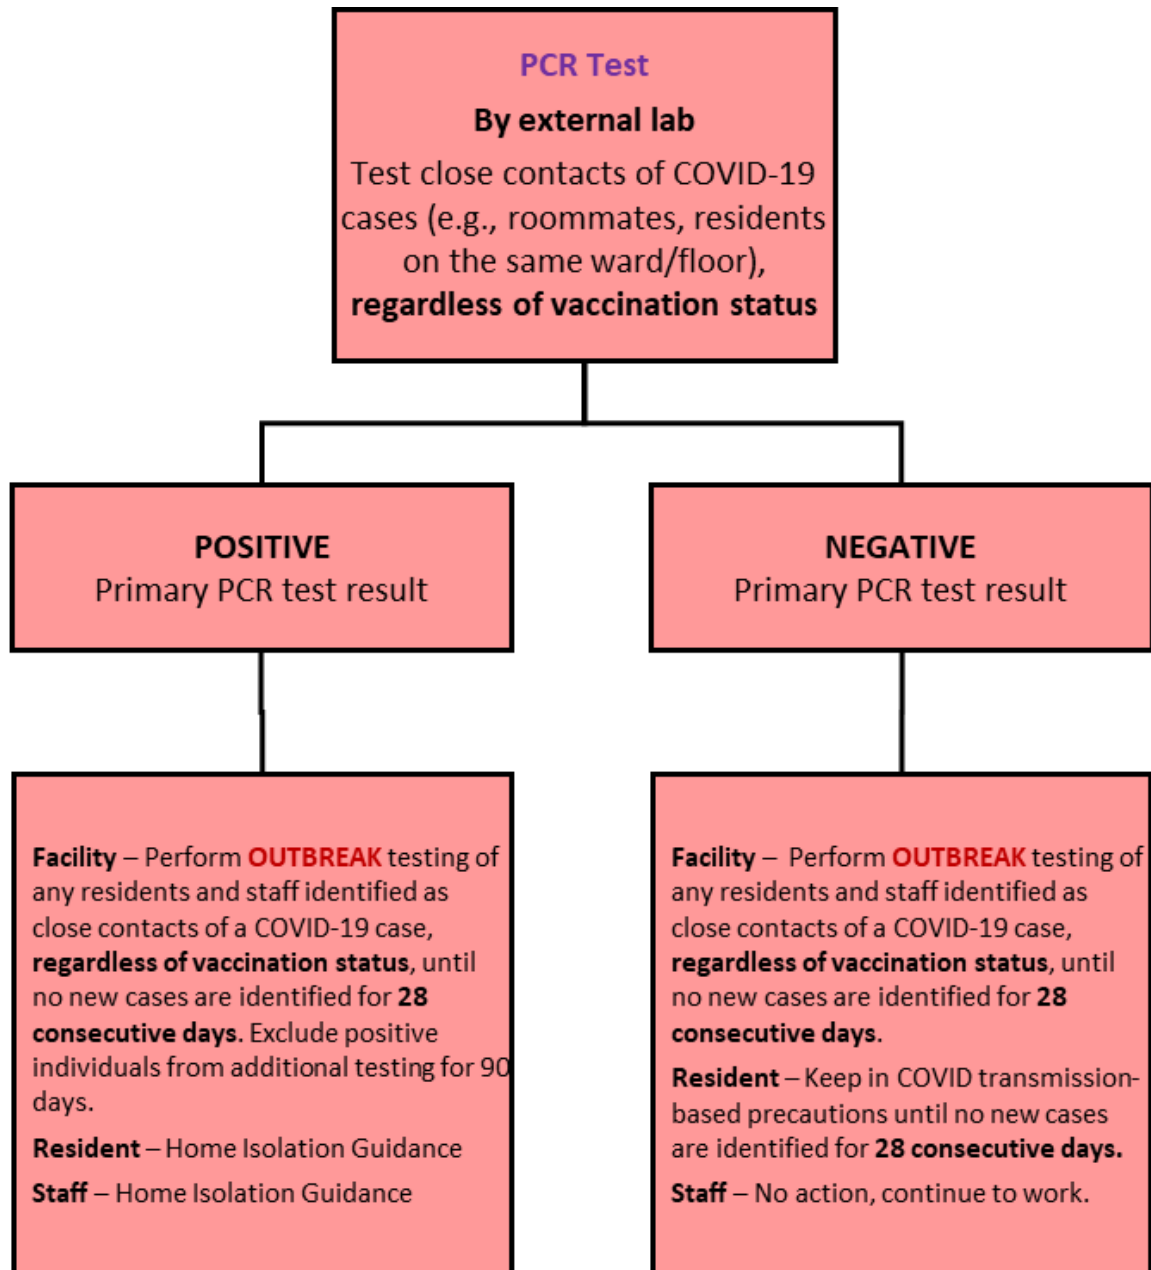 PCR Test
By external lab
Test close contacts of COVID-19
cases (e.g., roommates, residents
on the same ward/floor),
regardless of vaccination status
POSITIVE
Primary PCR test result
NEGATIVE
Primary PCR test result
Facility – Perform OUTBREAK testing of
any residents and staff identified as
close contacts of a COVID-19 case,
regardless of vaccination status, until
no new cases are identified for 28
consecutive days. Exclude positive
individuals from additional testing for 90
days.
Resident – Home Isolation Guidance
Staff – Home Isolation Guidance
Facility – Perform OUTBREAK testing of
any residents and staff identified as
close contacts of a COVID-19 case,
regardless of vaccination status, until
no new cases are identified for 28
consecutive days.
Resident – Keep in COVID transmission-
based precautions until no new cases
are identified for 28 consecutive days.
Staff – No action, continue to work.